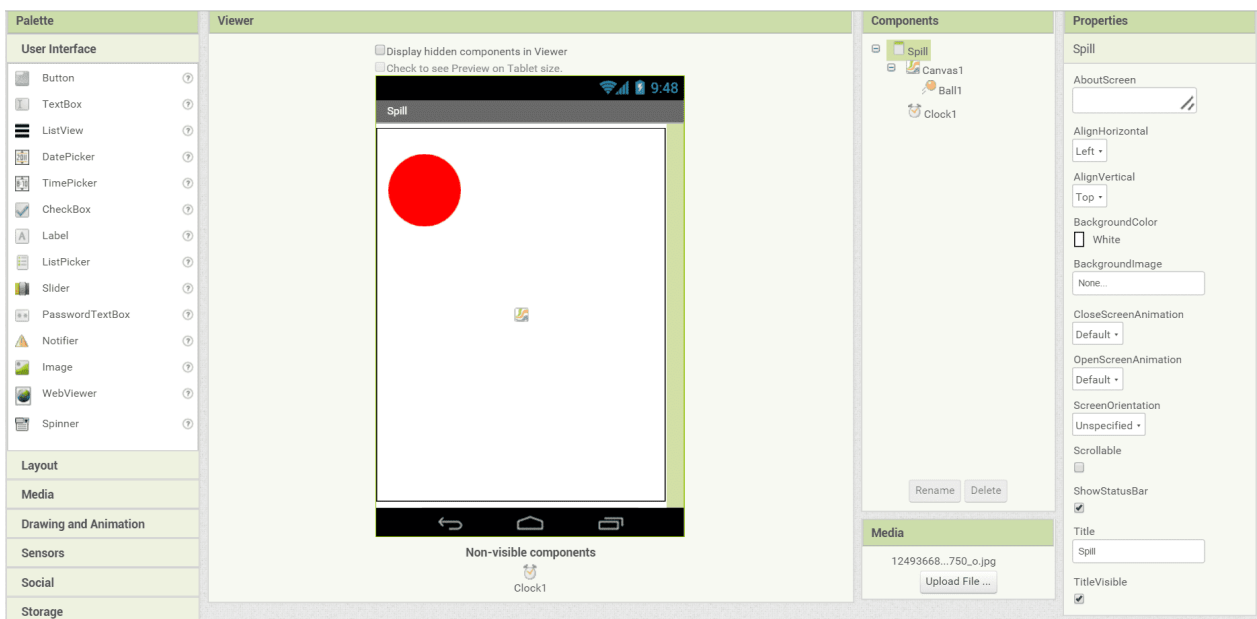 Palette
User Interface
Button
TextBox
ListView
DatePicker
TimePicker
CheckBox
Label
ListPicker
Slider
PasswordTextBox
Notifier
Image
WebViewer
Spinner
Layout
Media
Drawing and Animation
Sensors
Social
Storage
Viewer
Display hidden components in Viewer
Check to see Preview on Tablet size.
9:48
Spill
Non-visible components
Clock1
Components
Spill
Canvas1
Ball1
Clock1
Rename Delete
Media
12493668...750_o.jpg
Upload File ...
Properties
Spill
AboutScreen
AlignHorizontal
Left
AlignVertical
Top
BackgroundColor
White
BackgroundImage
None...
CloseScreenAnimation
Default
OpenScreenAnimation
Default
ScreenOrientation
Unspecified
Scrollable
ShowStatusBar
Title
Spill
TitleVisible